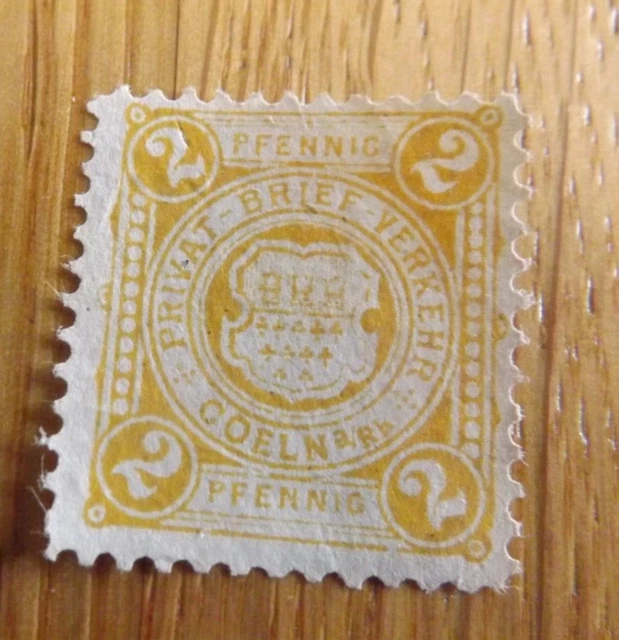 2 PFENNIG 2
PRIVAT-BRIEF-VERKEHR
COELN a/Rh.
2 PFENNIG 2